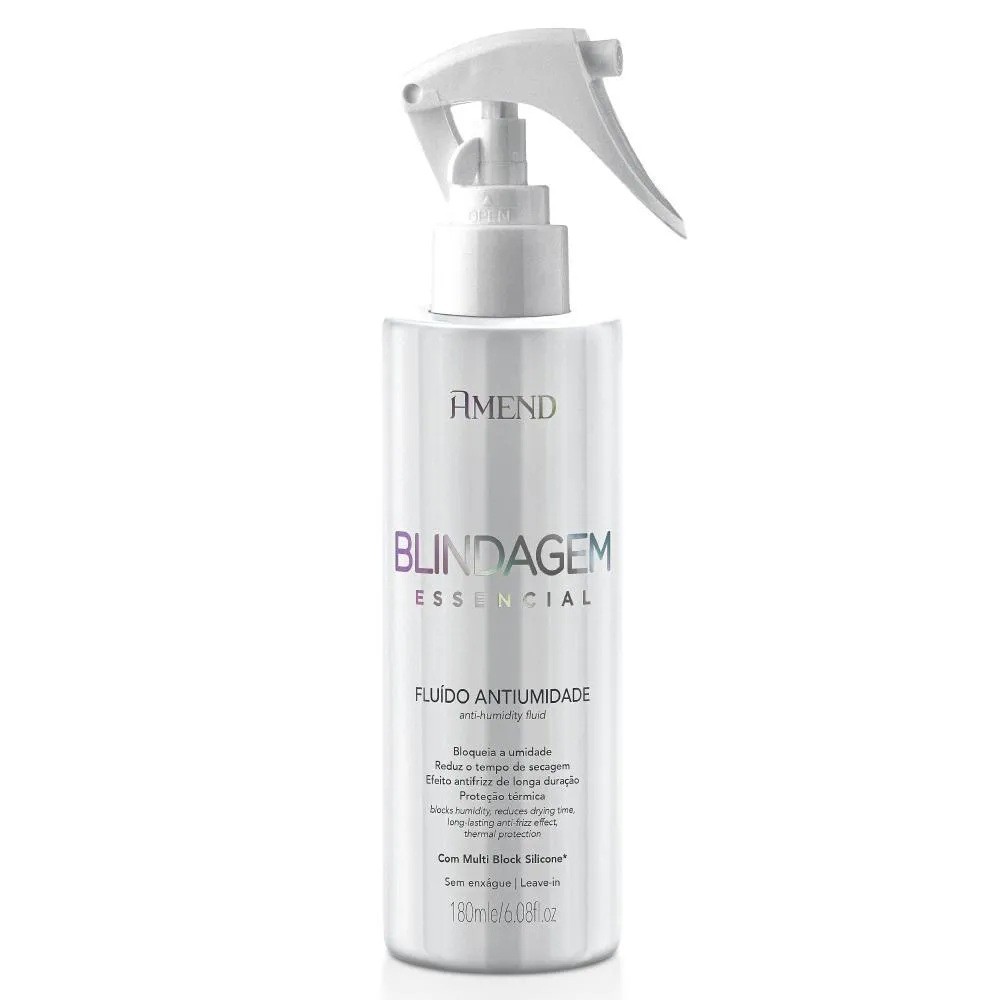 OPEN
AMEND
BLINDAGEM
ESSENCIAL
FLUÍDO ANTIUMIDADE
anti-humidity fluid
Bloqueia a umidade
Reduz o tempo de secagem
Efeito antifrizz de longa duração
Proteção térmica
blocks humidity, reduces drying time,
long-lasting anti-frizz effect,
thermal protection
Com Multi Block Silicone*
Sem enxágue | Leave-in
180mle/6.08fl.oz